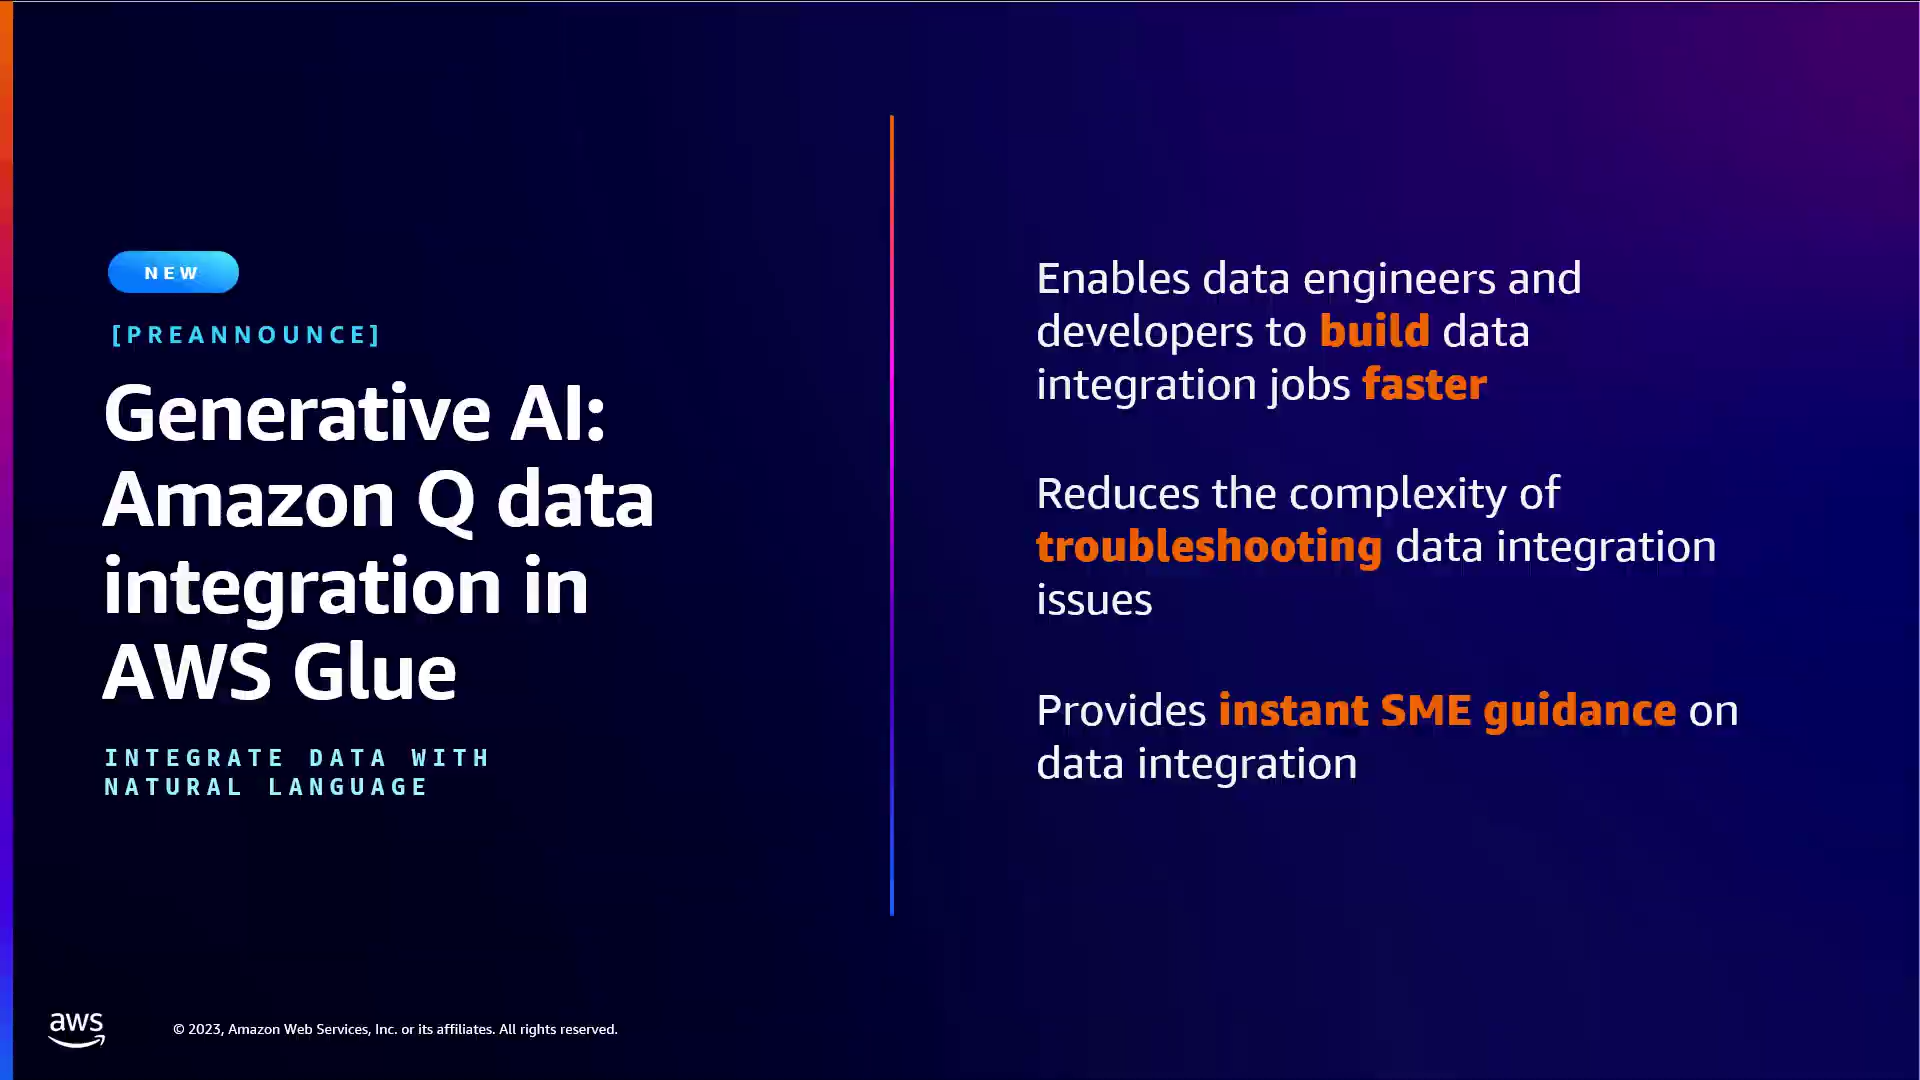 NEW
[PREANNOUNCE]
Generative AI:
Amazon Q data
integration in
AWS Glue
INTEGRATE DATA WITH
NATURAL LANGUAGE
Enables data engineers and
developers to build data
integration jobs faster
Reduces the complexity of
troubleshooting data integration
issues
Provides instant SME guidance on
data integration
aws
© 2023, Amazon Web Services, Inc. or its affiliates. All rights reserved.